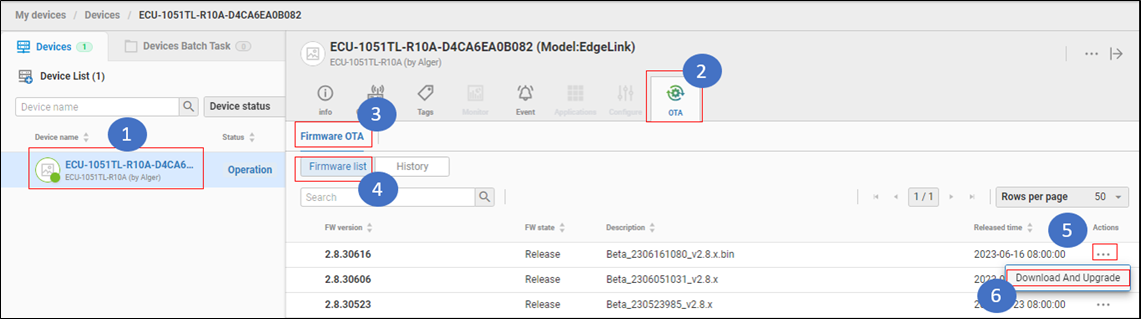 My devices / Devices / ECU-1051TL-R10A-D4CA6EA0B082
Devices 1
Devices Batch Task 0
Device List (1)
Device name
Device status
Device name
Status
1
ECU-1051TL-R10A-D4CA6...
ECU-1051TL-R10A (by Alger)
Operation
ECU-1051TL-R10A-D4CA6EA0B082 (Model:EdgeLink)
ECU-1051TL-R10A (by Alger)
info
Tags
Monitor
Event
Applications
Configure
OTA
2
3
Firmware OTA
Firmware list
History
4
Search
1 / 1
Rows per page 50
5
FW version
FW state
Description
Released time
Actions
2.8.30616 Release Beta_2306161080_v2.8.x.bin 2023-06-16 08:00:00 ...
2.8.30606 Release Beta_2306051031_v2.8.x
Download And Upgrade
6
2.8.30523 Release Beta_230523985_v2.8.x 23 08:00:00 ...